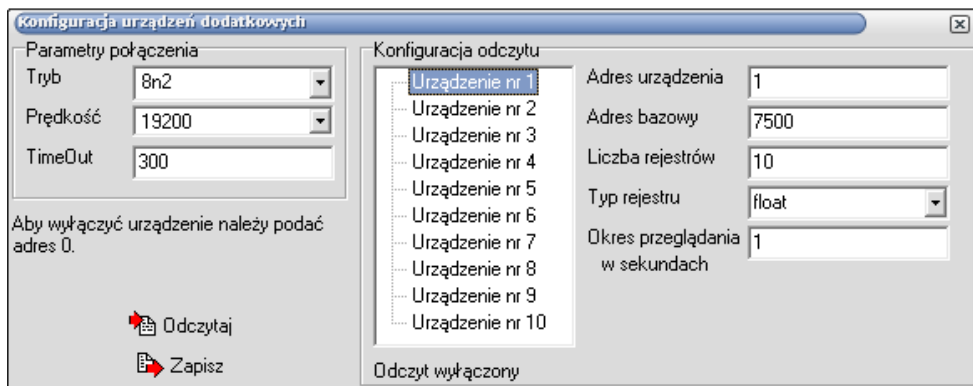 Konfiguracja urządzeń dodatkowych
Parametry połączenia
Tryb
8n2
Prędkość
19200
TimeOut
300
Aby wyłączyć urządzenie należy podać
adres 0.
Odczytaj
Zapisz
Konfiguracja odczytu
Urządzenie nr 1
Urządzenie nr 2
Urządzenie nr 3
Urządzenie nr 4
Urządzenie nr 5
Urządzenie nr 6
Urządzenie nr 7
Urządzenie nr 8
Urządzenie nr 9
Urządzenie nr 10
Odczyt wyłączony
Adres urządzenia
1
Adres bazowy
7500
Liczba rejestrów
10
Typ rejestru
float
Okres przeglądania
w sekundach
1